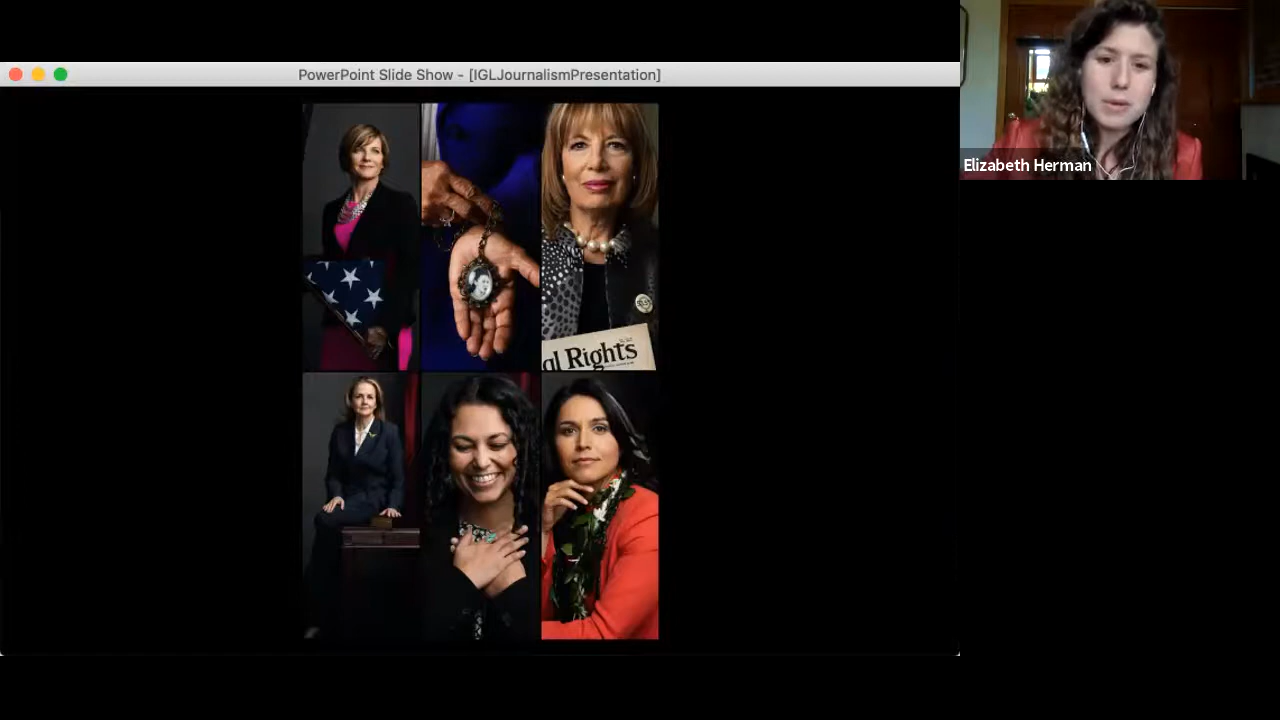 PowerPoint Slide Show - [IGLJournalismPresentation]
Elizabeth Herman
al Rights